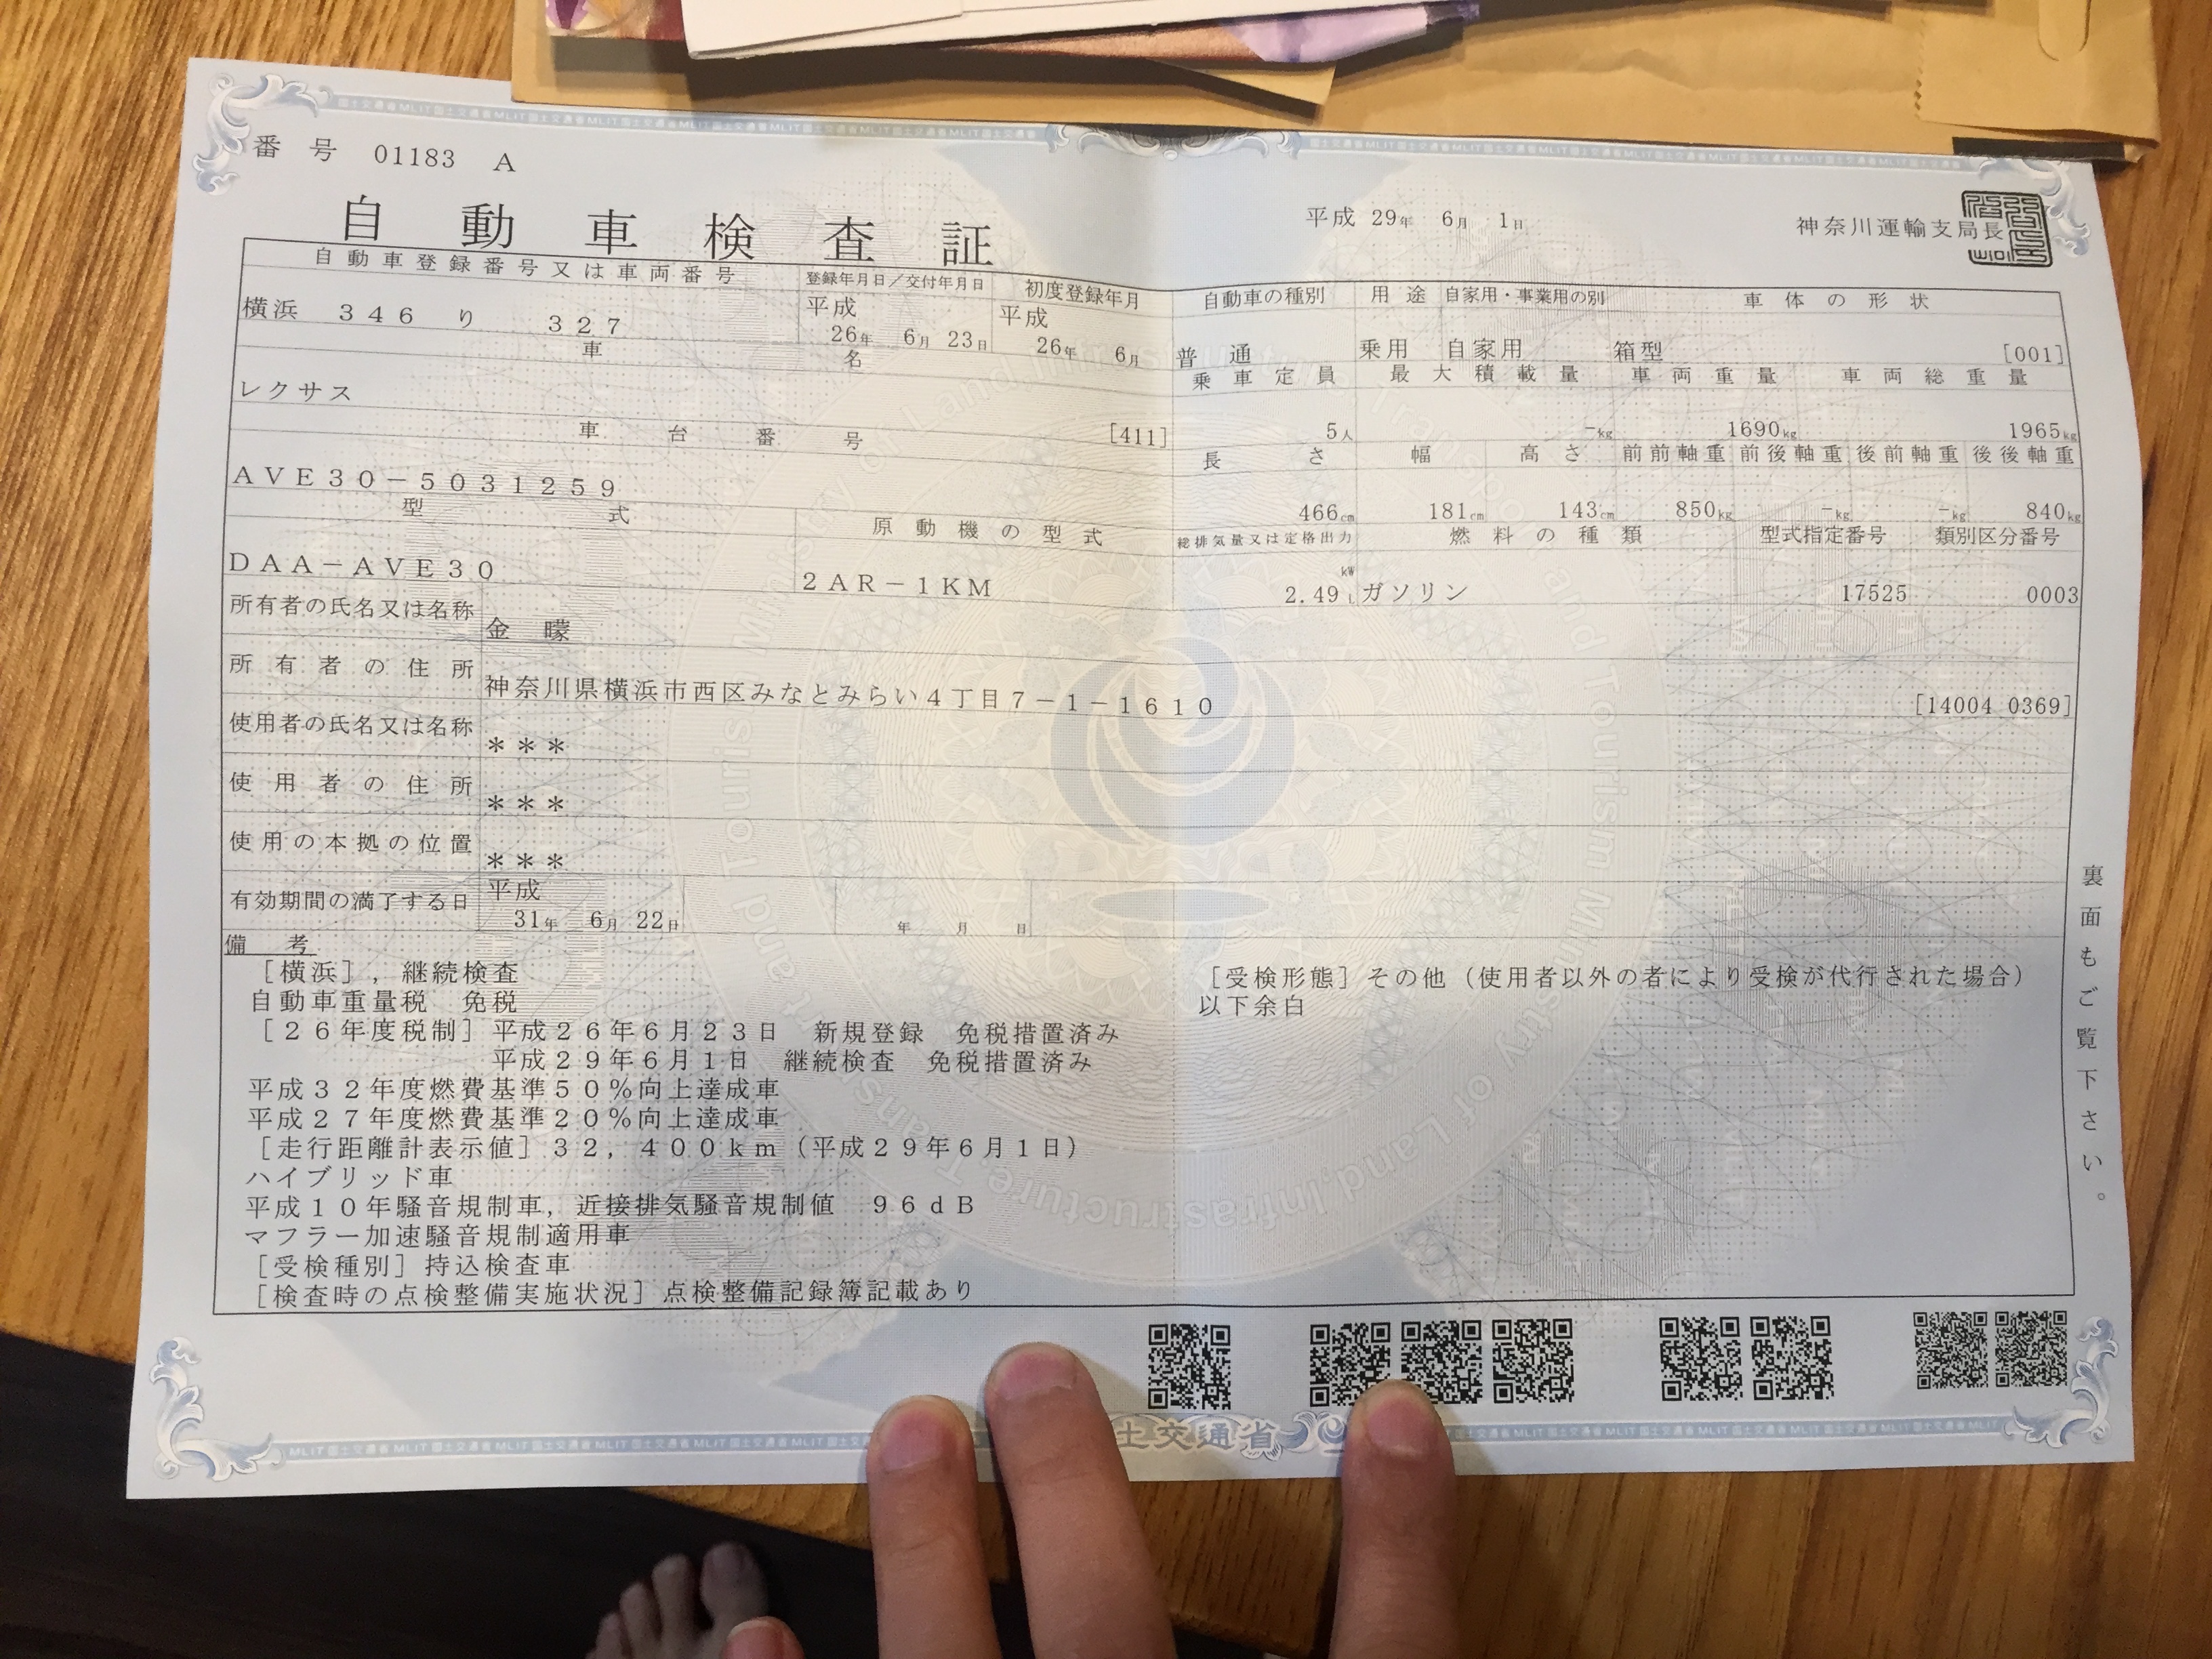 番号 01183 A
自動車検査証
平成 29年 6月 1日
神奈川運輸支局長
自動車登録番号又は車両番号 登録年月日/交付年月日 初度登録年月 自動車の種別 用途 自家用・事業用の別 車体の形状
横浜 346 り 327 平成 26年 6月 23日 平成 26年 6月 普通 乗用 自家用 箱型 [001]
車名 乗車定員 最大積載量 車両重量 車両総重量
レクサス [411] 5人 -kg 1690kg 1965kg
車台番号 長さ 幅 高さ 前前軸重 前後軸重 後前軸重 後後軸重
AVE30-5031259 466cm 181cm 143cm 850kg -kg -kg 840kg
型式 原動機の型式 総排気量又は定格出力 燃料の種類 型式指定番号 類別区分番号
DAA-AVE30 2AR-1KM 2.49 kW L ガソリン 17525 0003
所有者の氏名又は名称 金 曚
所有者の住所 神奈川県横浜市西区みなとみらい4丁目7-1-1610 [14004 0369]
使用者の氏名又は名称 ***
使用者の住所 ***
使用の本拠の位置 ***
有効期間の満了する日 平成 31年 6月 22日 年 月 日
備考
[横浜],継続検査
自動車重量税 免税
[26年度税制]平成26年6月23日 新規登録 免税措置済み
平成29年6月1日 継続検査 免税措置済み
平成32年度燃費基準50%向上達成車
平成27年度燃費基準20%向上達成車
[走行距離計表示値]32,400km(平成29年6月1日)
ハイブリッド車
平成10年騒音規制車,近接排気騒音規制値 96dB
マフラー加速騒音規制適用車
[受検種別]持込検査車
[検査時の点検整備実施状況]点検整備記録簿記載あり
[受検形態]その他(使用者以外の者により受検が代行された場合)
以下余白
裏面もご覧下さい。
土交通省